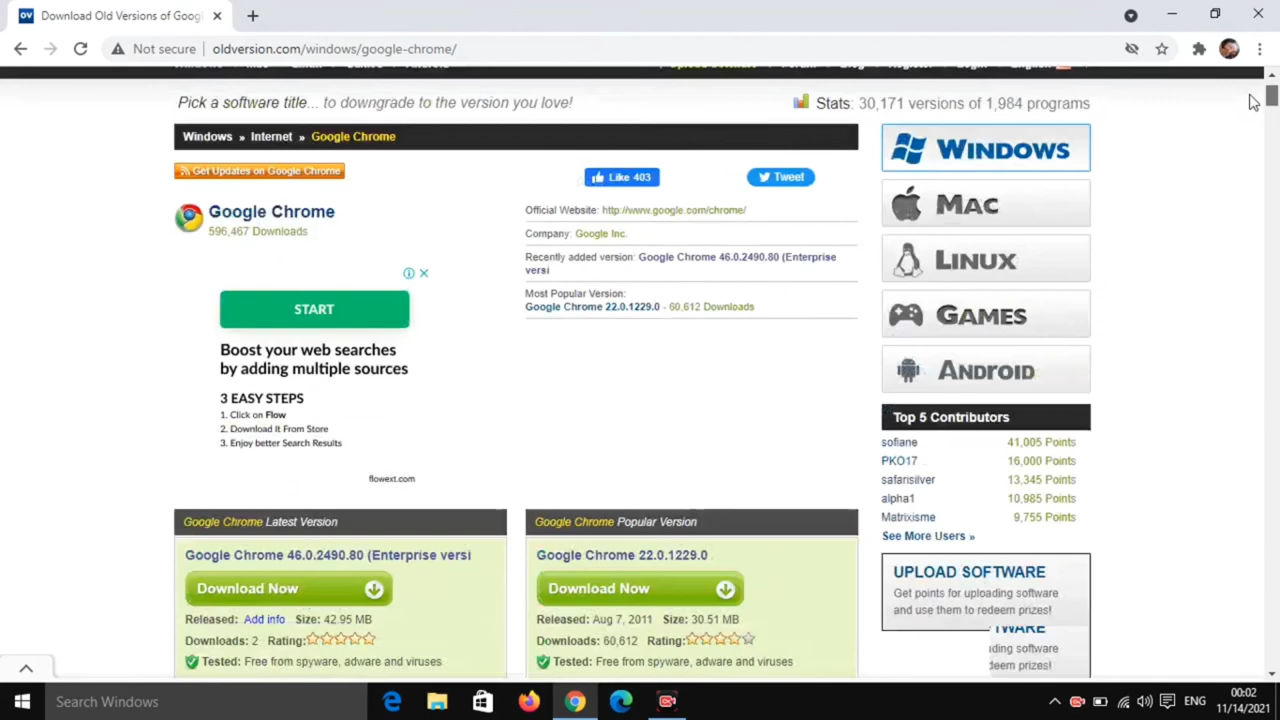 Download Old Versions of Goog
Not secure
oldversion.com/windows/google-chrome/
Pick a software title... to downgrade to the version you love!
Stats: 30,171 versions of 1,984 programs
Windows » Internet » Google Chrome
Get Updates on Google Chrome
Like 403
Tweet
Google Chrome
596,467 Downloads
Official Website: http://www.google.com/chrome/
Company: Google Inc.
Recently added version: Google Chrome 46.0.2490.80 (Enterprise
versi
Most Popular Version:
Google Chrome 22.0.1229.0 - 60,612 Downloads
START
Boost your web searches
by adding multiple sources
3 EASY STEPS
1. Click on Flow
2. Download It From Store
3. Enjoy better Search Results
flowext.com
WINDOWS
MAC
LINUX
GAMES
ANDROID
Top 5 Contributors
sofiane 41,005 Points
PKO17 16,000 Points
safarisilver 13,345 Points
alpha1 10,985 Points
Matrixisme 9,755 Points
See More Users »
Google Chrome Latest Version
Google Chrome 46.0.2490.80 (Enterprise versi
Download Now
Released: Add info Size: 42.95 MB
Downloads: 2 Rating:
Tested: Free from spyware, adware and viruses
Google Chrome Popular Version
Google Chrome 22.0.1229.0
Download Now
Released: Aug 7, 2011 Size: 30.51 MB
Downloads: 60,612 Rating:
Tested: Free from spyware, adware and viruses
UPLOAD SOFTWARE
Get points for uploading software
and use them to redeem prizes!
TWARE
ding software
deem prizes!
Search Windows
ENG
00:02
11/14/2021